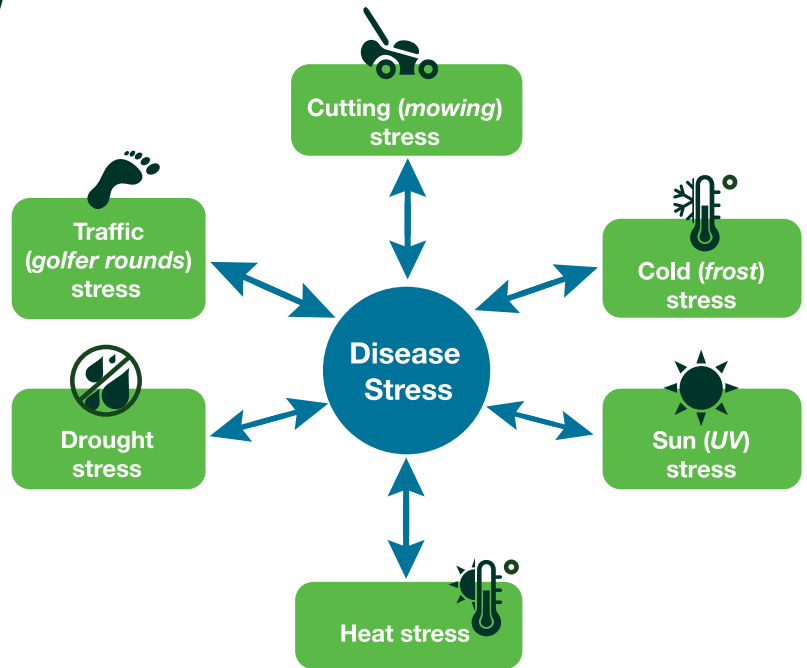 Cutting (mowing)
stress
Traffic
(golfer rounds)
stress
Cold (frost)
stress
Disease
Stress
Drought
stress
Sun (UV)
stress
Heat stress